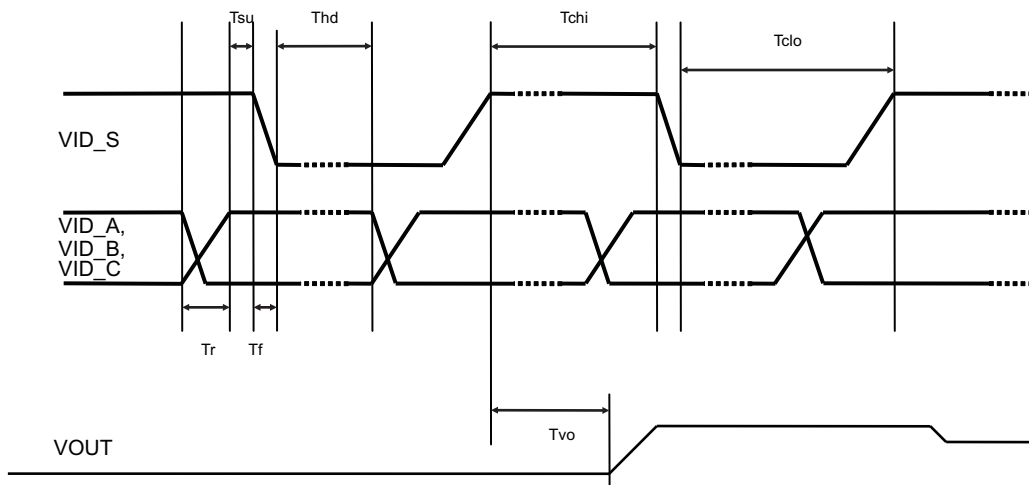 Tsu
Thd
Tchi
Tclo
VID_S
VID_A,
VID_B,
VID_C
Tr
Tf
Tvo
VOUT